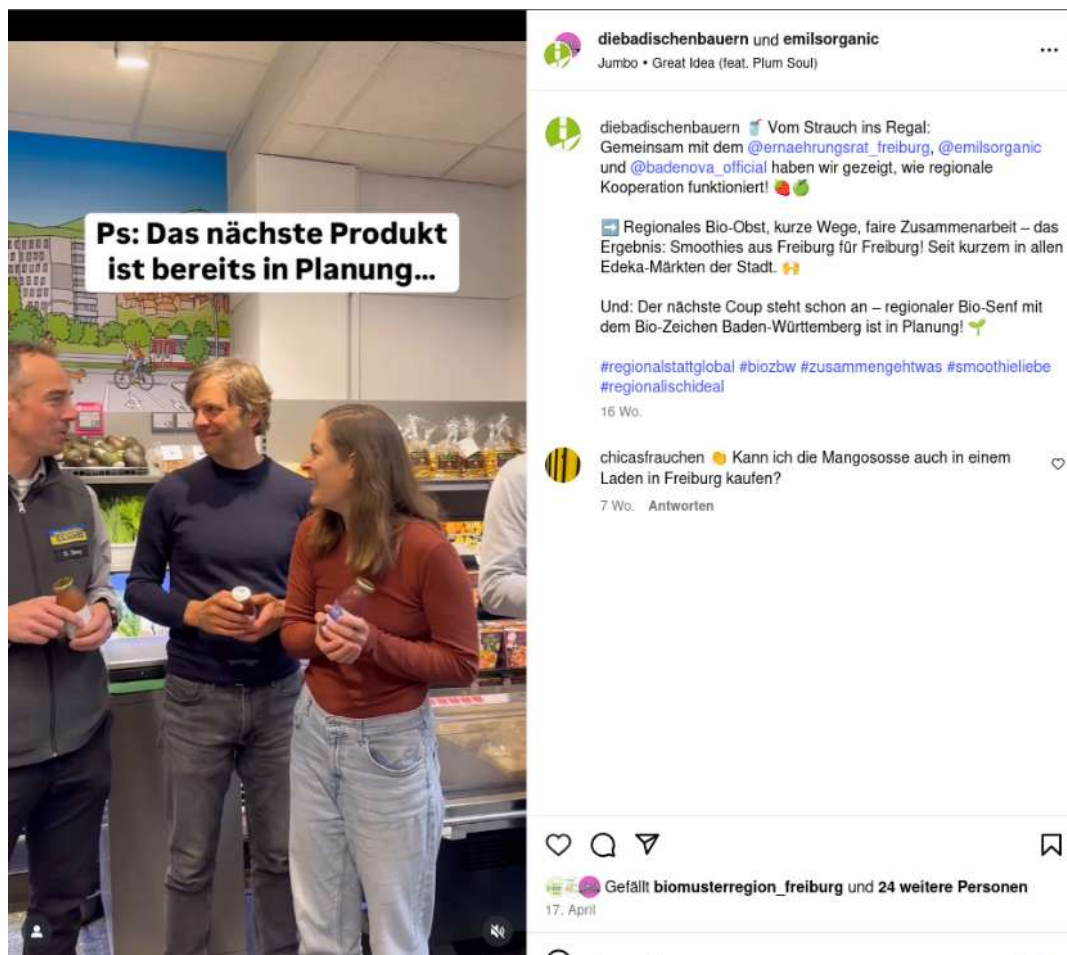 Ps: Das nächste Produkt
ist bereits in Planung...
diebadischenbauern und emilsorganic
Jumbo • Great Idea (feat. Plum Soul)
diebadischenbauern 🥤 Vom Strauch ins Regal:
Gemeinsam mit dem @ernaehrungsrat_freiburg, @emilsorganic
und @badenova_official haben wir gezeigt, wie regionale
Kooperation funktioniert! 🍓🍏
➡️ Regionales Bio-Obst, kurze Wege, faire Zusammenarbeit – das
Ergebnis: Smoothies aus Freiburg für Freiburg! Seit kurzem in allen
Edeka-Märkten der Stadt. 🙌
Und: Der nächste Coup steht schon an – regionaler Bio-Senf mit
dem Bio-Zeichen Baden-Württemberg ist in Planung! 🌱
#regionalstattglobal #biozbw #zusammengehtwas #smoothieliebe
#regionalischideal
16 Wo.
chicasfrauchen 👏 Kann ich die Mangososse auch in einem
Laden in Freiburg kaufen?
7 Wo. Antworten
Gefällt biomusterregion_freiburg und 24 weitere Personen
17. April